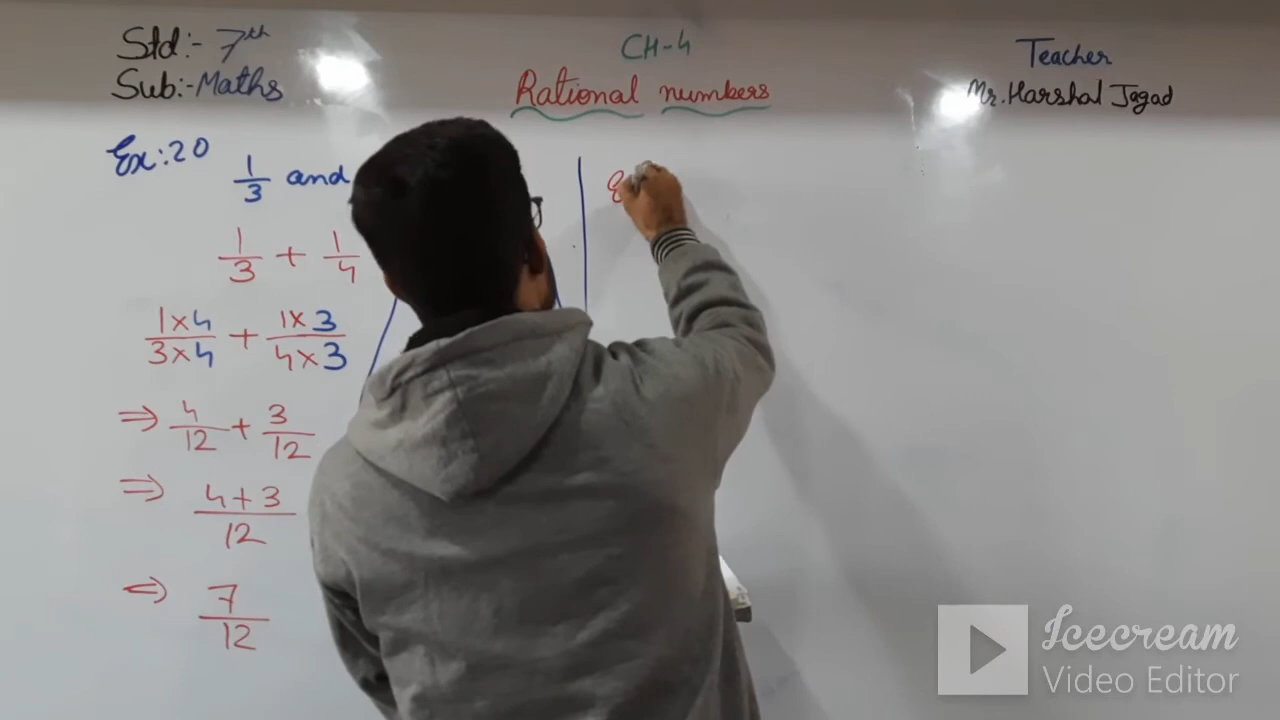 Std:- 7th
Sub:- Maths
CH-4
Rational numbers
Teacher
Mr. Harshal Jagad
Ex:20 1/3 and
1/3 + 1/4
1×4/3×4 + 1×3/4×3
⇒ 4/12 + 3/12
⇒ 4+3/12
⇒ 7/12
Icecream
Video Editor